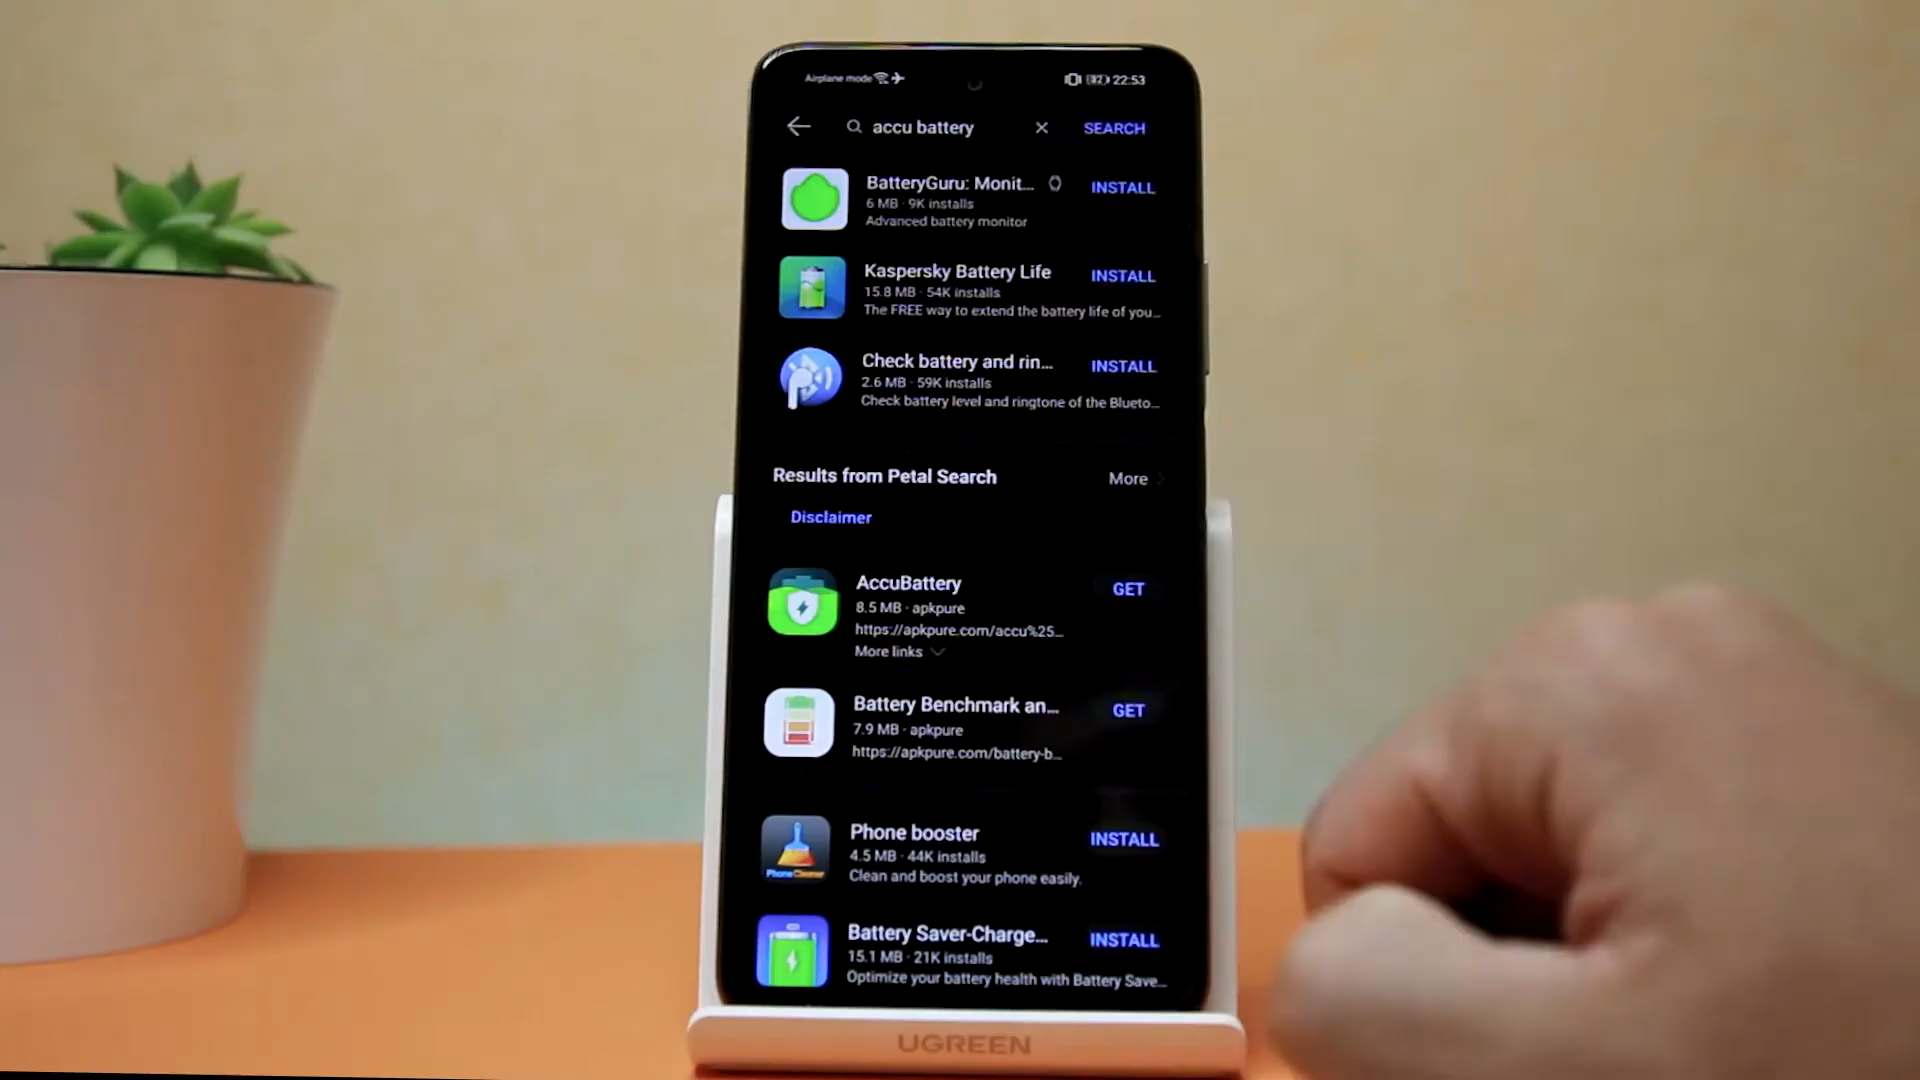 Airplane mode 92 22:53
accu battery SEARCH
BatteryGuru: Monit... INSTALL
6 MB · 9K installs
Advanced battery monitor
Kaspersky Battery Life INSTALL
15.8 MB · 54K installs
The FREE way to extend the battery life of you...
Check battery and rin... INSTALL
2.6 MB · 59K installs
Check battery level and ringtone of the Blueto...
Results from Petal Search More
Disclaimer
AccuBattery GET
8.5 MB · apkpure
https://apkpure.com/accu%25...
More links
Battery Benchmark an... GET
7.9 MB · apkpure
https://apkpure.com/battery-b...
Phone booster INSTALL
4.5 MB · 44K installs
Phone Cleaner
Clean and boost your phone easily.
Battery Saver-Charge... INSTALL
15.1 MB · 21K installs
Optimize your battery health with Battery Save...
UGREEN